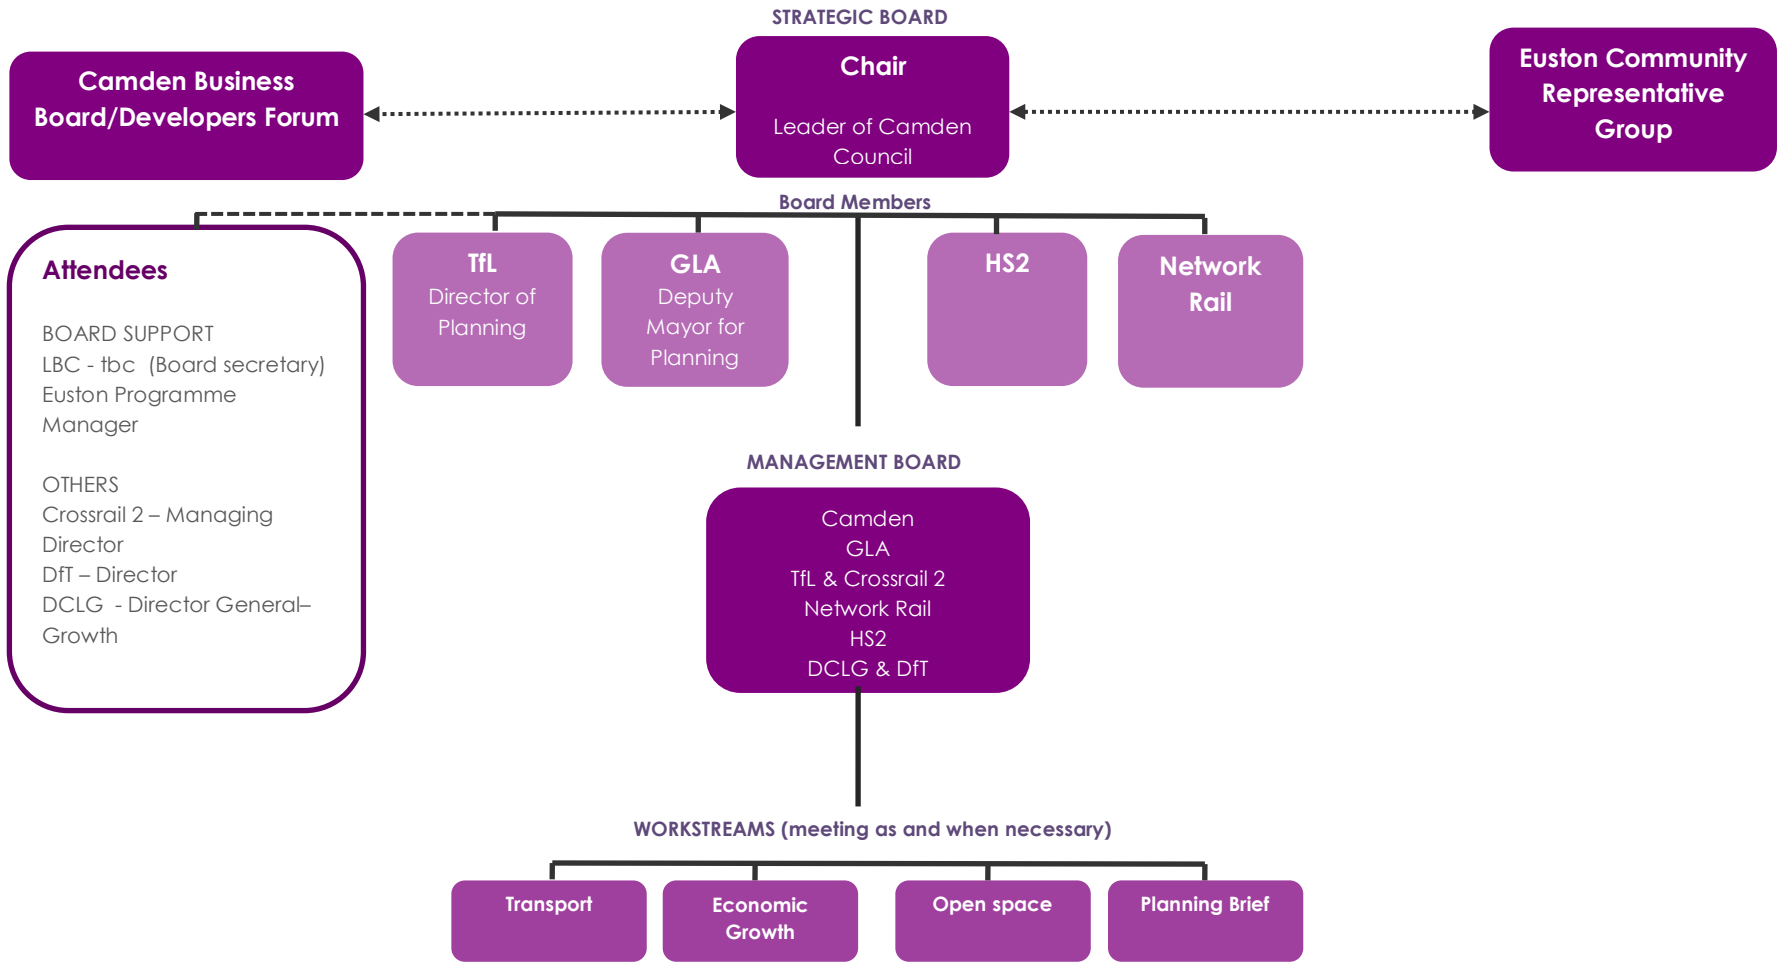 STRATEGIC BOARD
Camden Business
Board/Developers Forum
Chair
Leader of Camden
Council
Euston Community
Representative
Group
Board Members
Attendees
BOARD SUPPORT
LBC - tbc  (Board secretary)
Euston Programme
Manager
OTHERS
Crossrail 2 – Managing
Director
DfT – Director
DCLG  - Director General–
Growth
TfL
Director of
Planning
GLA
Deputy
Mayor for
Planning
HS2
Network
Rail
MANAGEMENT BOARD
Camden
GLA
TfL & Crossrail 2
Network Rail
HS2
DCLG & DfT
WORKSTREAMS (meeting as and when necessary)
Transport
Economic
Growth
Open space
Planning Brief